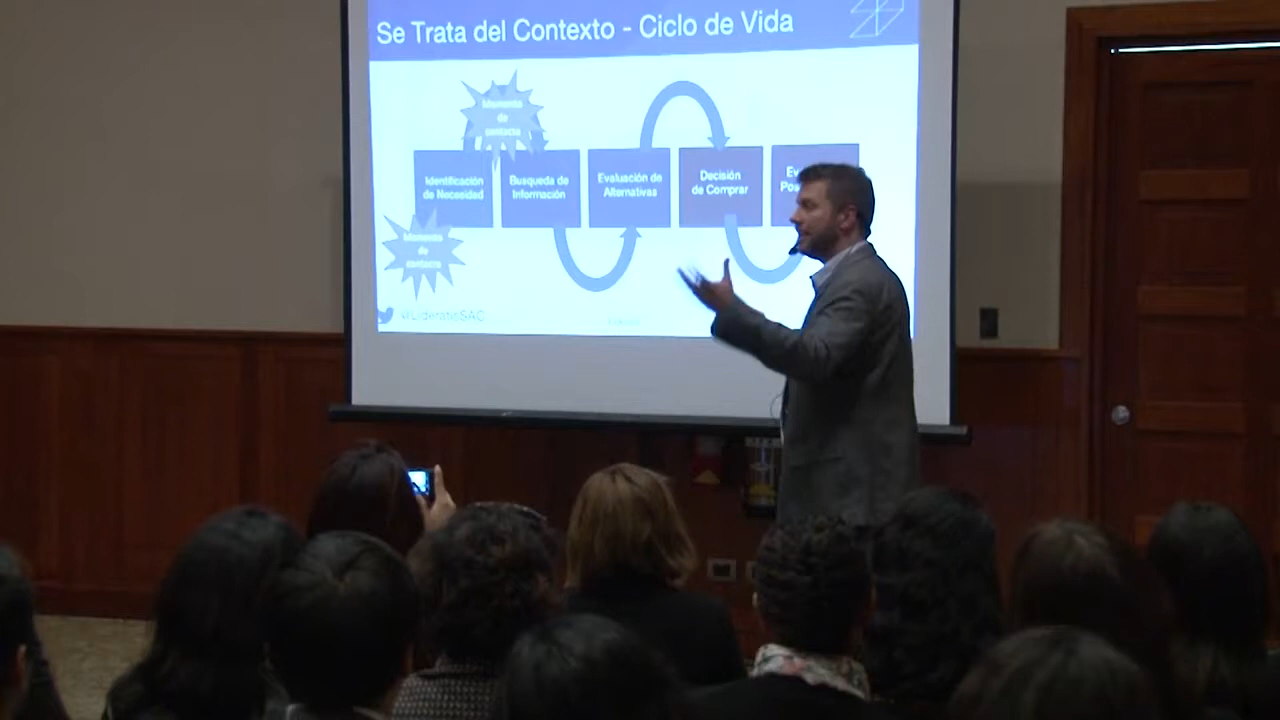 Se Trata del Contexto - Ciclo de Vida
Momento
de
contacto
Identificación
de Necesidad
Busqueda de
Información
Evaluación de
Alternativas
Decisión
de Comprar
Momento
de
contacto
@LideratisSAC